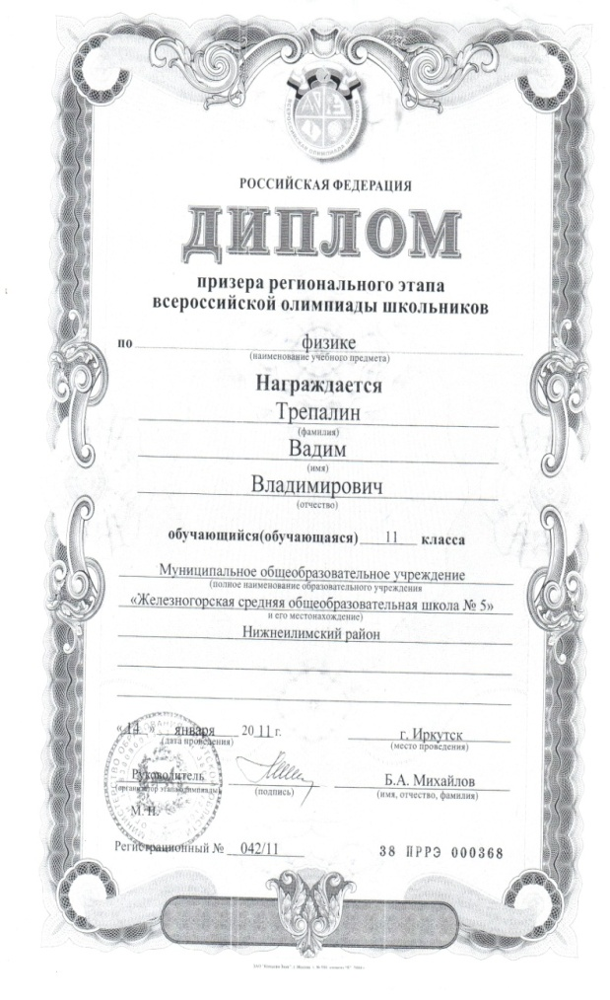 РОССИЙСКАЯ ФЕДЕРАЦИЯ
ДИПЛОМ
призера регионального этапа
всероссийской олимпиады школьников
по физике
(наименование учебного предмета)
Награждается
Трепалин
(фамилия)
Вадим
(имя)
Владимирович
(отчество)
обучающийся(обучающаяся) 11 класса
Муниципальное общеобразовательное учреждение
(полное наименование образовательного учреждения
«Железногорская средняя общеобразовательная школа № 5»
и его местонахождение)
Нижнеилимский район
« 14 » января 20 11 г. г. Иркутск
(дата проведения) (место проведения)
Руководитель Б.А. Михайлов
(организатор этапа олимпиады) (подпись) (имя, отчество, фамилия)
М.П.
Регистрационный № 042/11 38 ПРРЭ 000368